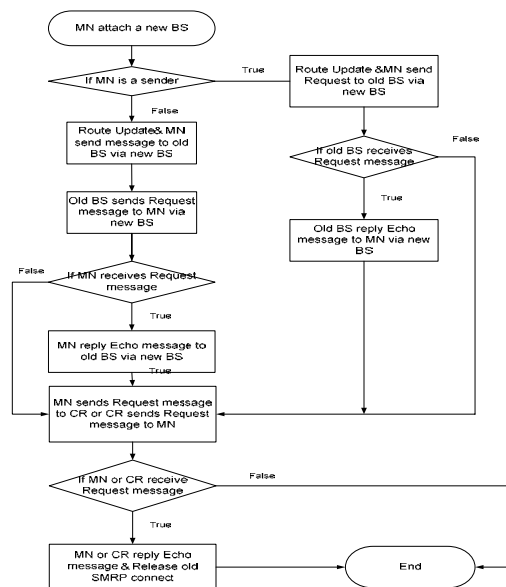 MN attach a new BS
If MN is a sender
True
False
Route Update &MN send
Request to old BS via
new BS
Route Update& MN
send message to old
BS via new BS
If old BS receives
Request message
False
True
Old BS sends Request
message to MN via
new BS
Old BS reply Echo
message to MN via new
BS
False
If MN receives Request
message
True
MN reply Echo message to
old BS via new BS
True
MN sends Request message
to CR or CR sends Request
message to MN
If MN or CR receive
Request message
False
True
MN or CR reply Echo
message & Release old
SMRP connect
End